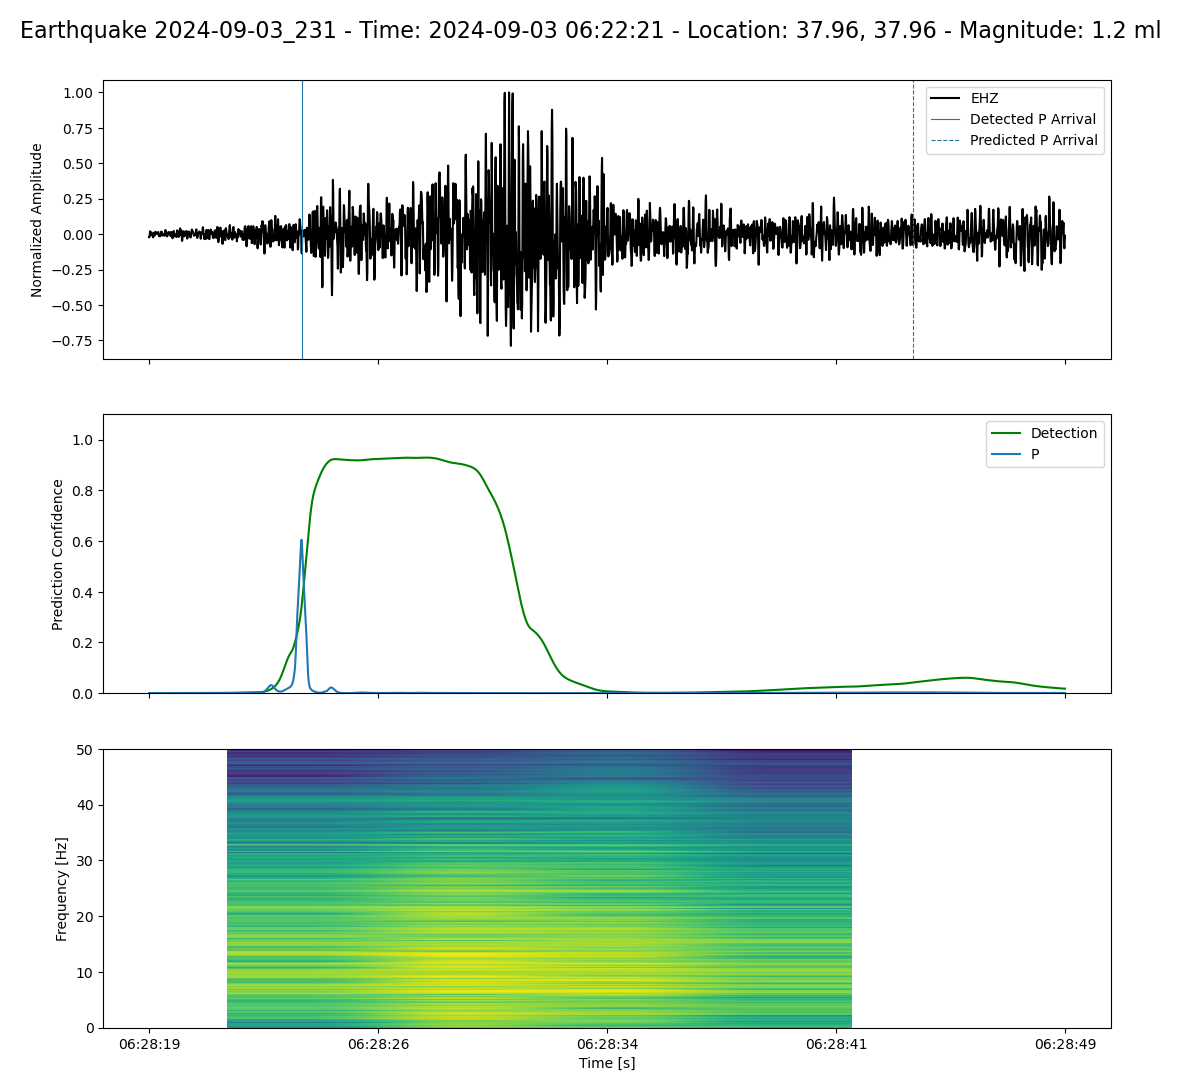 Earthquake 2024-09-03_231 - Time: 2024-09-03 06:22:21 - Location: 37.96, 37.96 - Magnitude: 1.2 ml
Normalized Amplitude
1.00
0.75
0.50
0.25
0.00
−0.25
−0.50
−0.75
EHZ
Detected P Arrival
Predicted P Arrival
Prediction Confidence
1.0
0.8
0.6
0.4
0.2
0.0
Detection
P
Frequency [Hz]
50
40
30
20
10
0
06:28:19 06:28:26 06:28:34 06:28:41 06:28:49
Time [s]